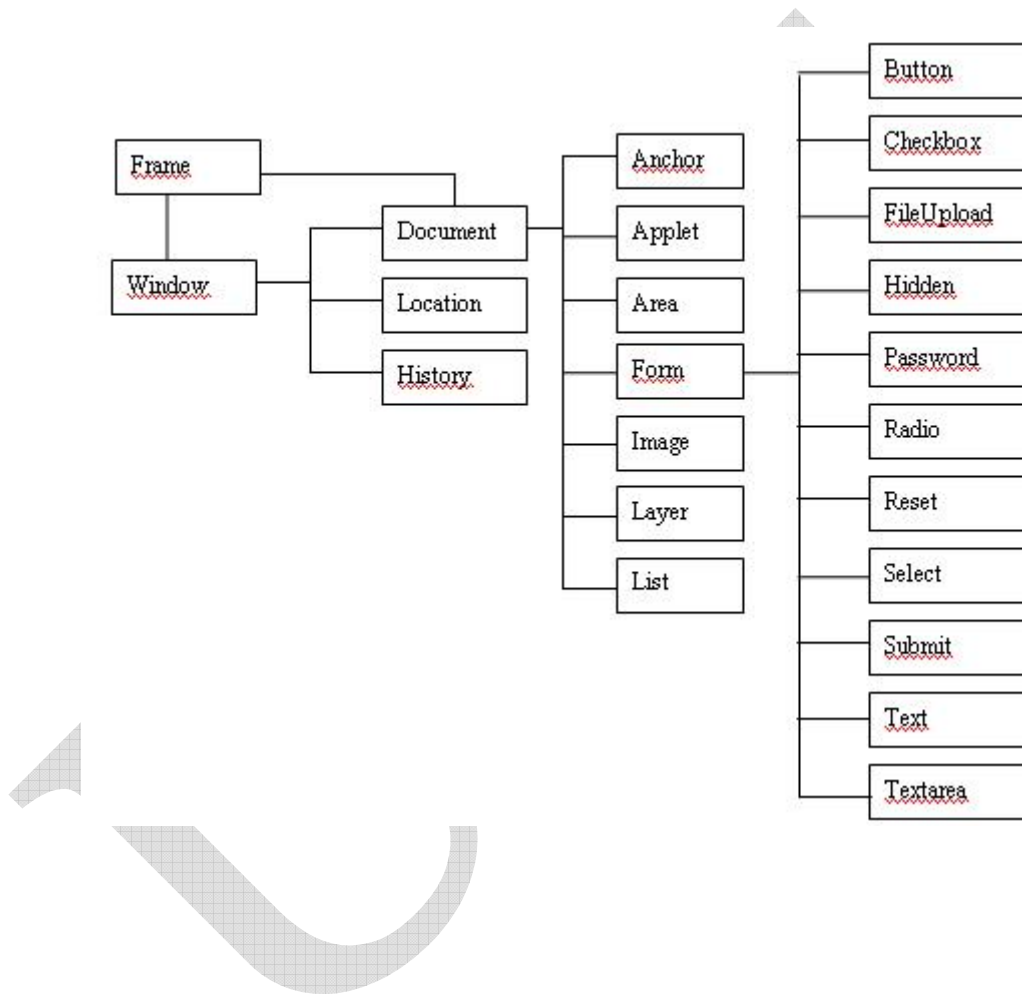 Frame
Window
Document
Location
History
Anchor
Applet
Area
Form
Image
Layer
List
Button
Checkbox
FileUpload
Hidden
Password
Radio
Reset
Select
Submit
Text
Textarea